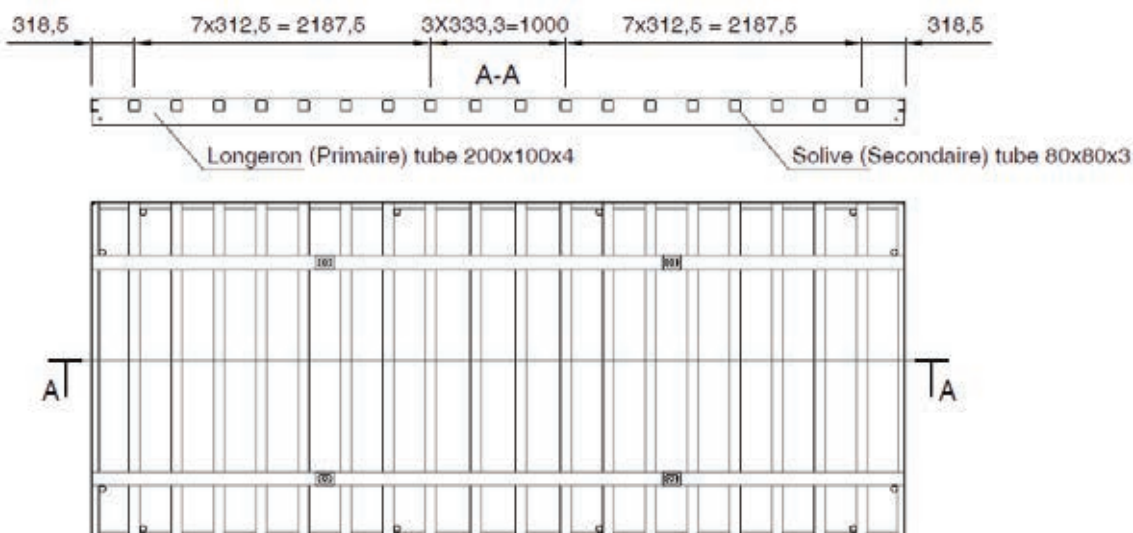 318,5 7x312,5 = 2187,5 3X333,3=1000 7x312,5 = 2187,5 318,5
A-A
Longeron (Primaire) tube 200x100x4 Solive (Secondaire) tube 80x80x3
A A